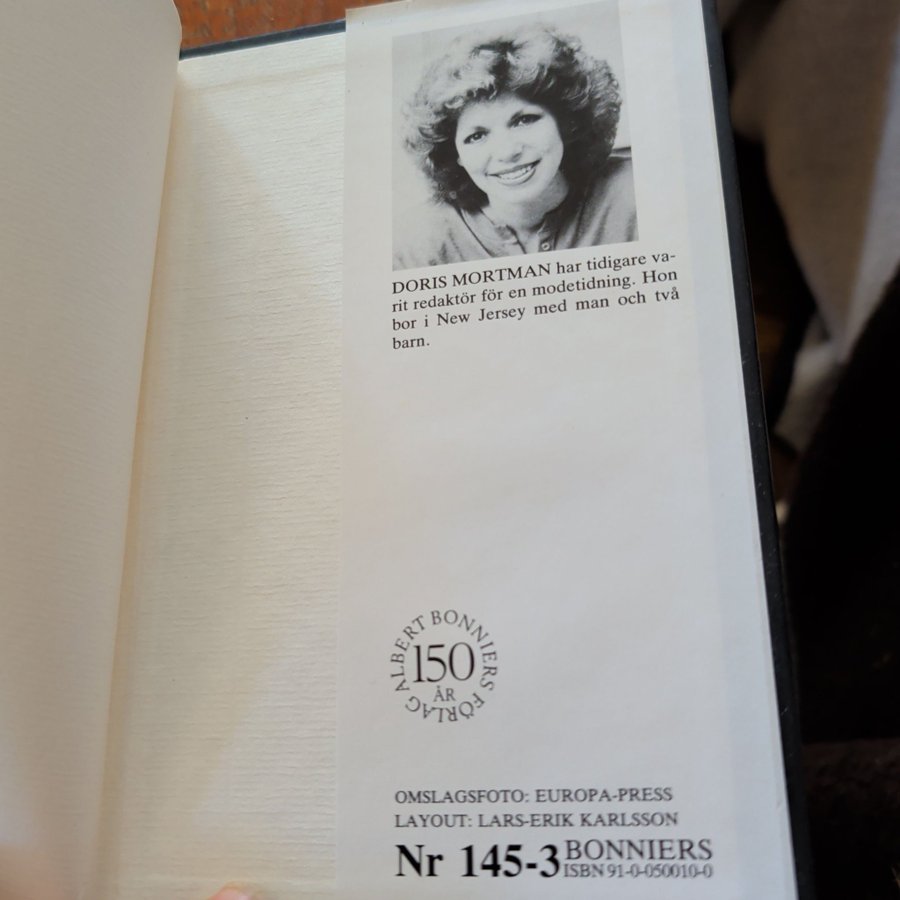 DORIS MORTMAN har tidigare va-
rit redaktör för en modetidning. Hon
bor i New Jersey med man och två
barn.
ALBERT BONNIERS FÖRLAG
150
ÅR
OMSLAGSFOTO: EUROPA-PRESS
LAYOUT: LARS-ERIK KARLSSON
Nr 145-3 BONNIERS
ISBN 91-0-050010-0